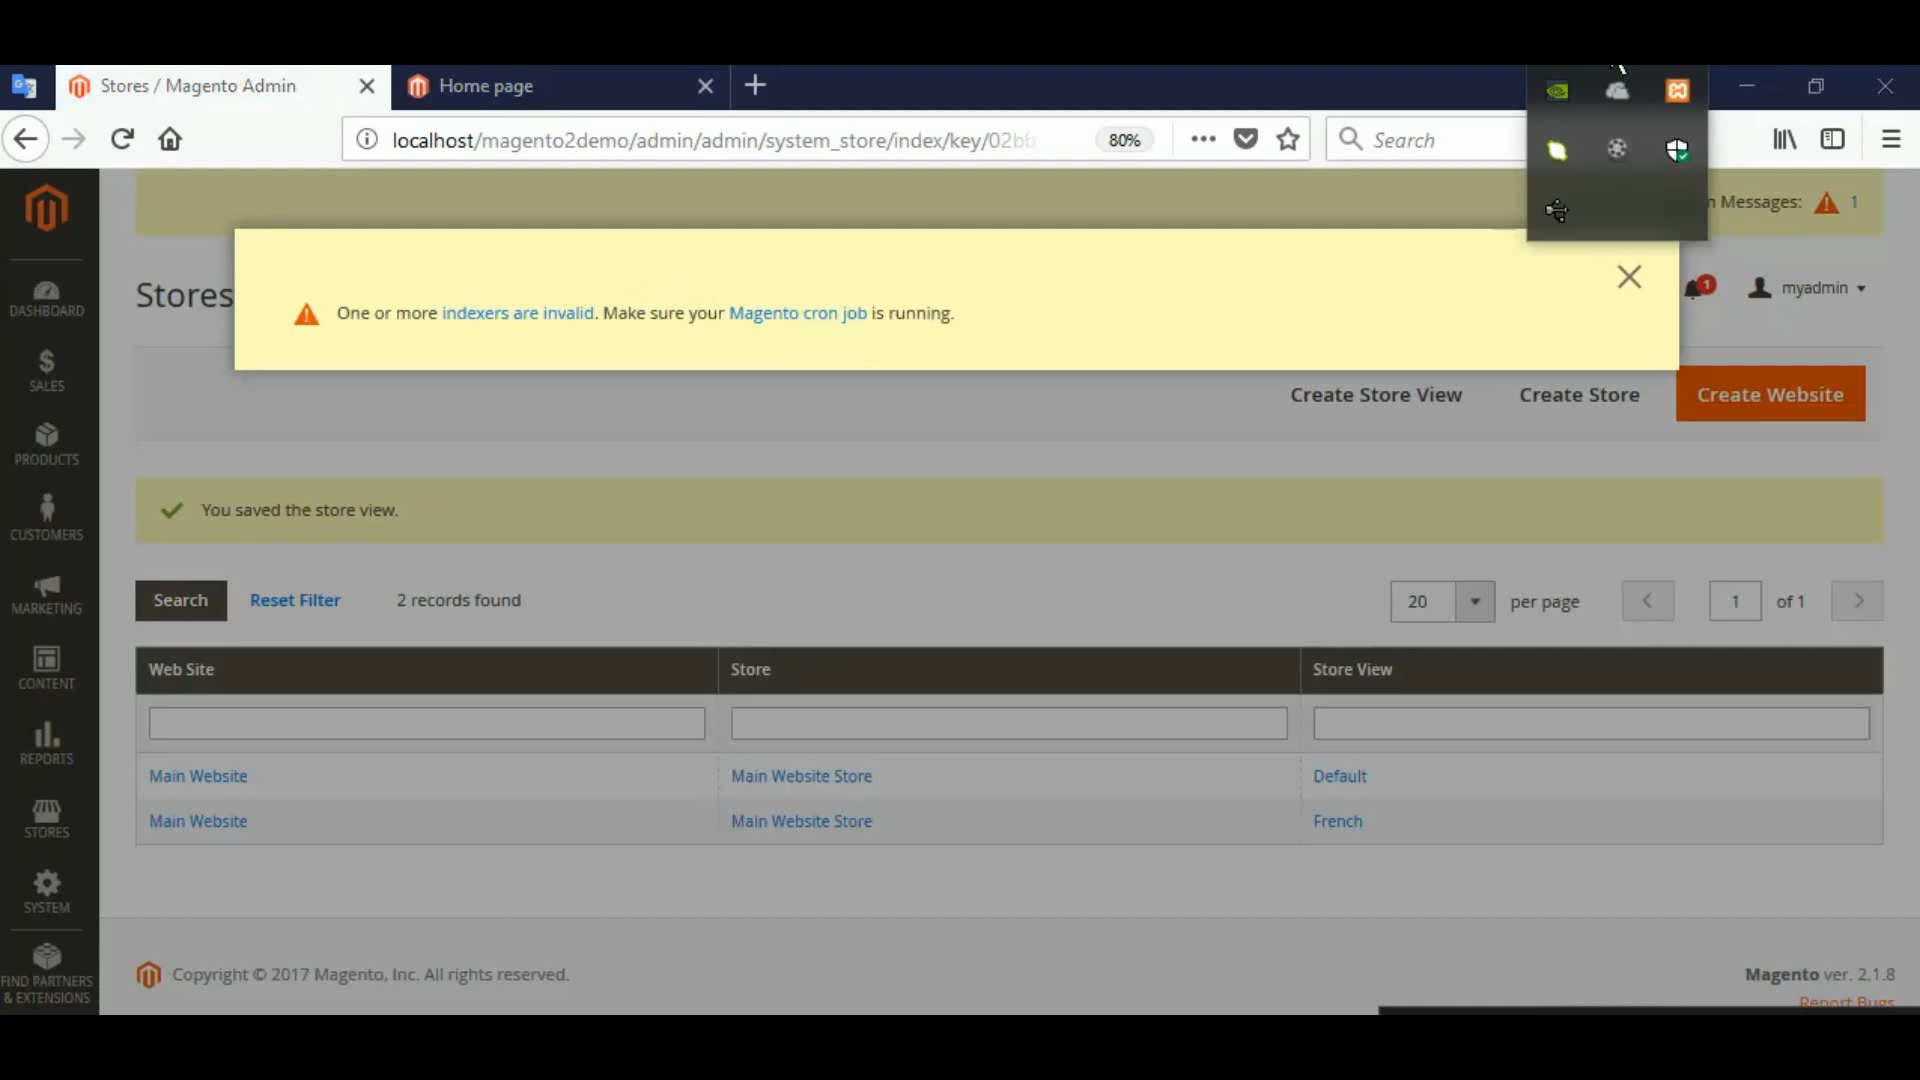 Stores / Magento Admin
Home page
localhost/magento2demo/admin/admin/system_store/index/key/02bb
80%
Search
Messages: 1
One or more indexers are invalid. Make sure your Magento cron job is running.
Stores
1
myadmin
Create Store View
Create Store
Create Website
You saved the store view.
Search
Reset Filter
2 records found
20
per page
1
of 1
Web Site
Store
Store View
Main Website
Main Website Store
Default
Main Website
Main Website Store
French
DASHBOARD
SALES
PRODUCTS
CUSTOMERS
MARKETING
CONTENT
REPORTS
STORES
SYSTEM
FIND PARTNERS
& EXTENSIONS
Copyright © 2017 Magento, Inc. All rights reserved.
Magento ver. 2.1.8
Report Bugs